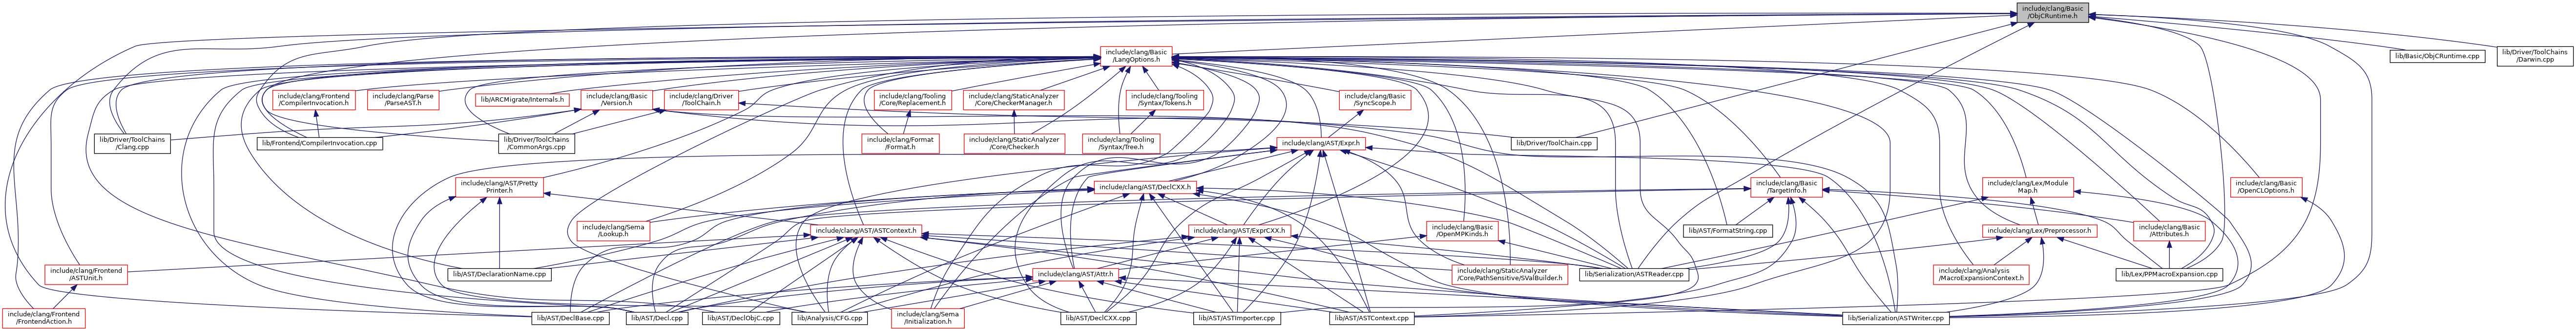 include/clang/Basic
/ObjCRuntime.h
include/clang/Basic
/LangOptions.h
lib/Basic/ObjCRuntime.cpp
lib/Driver/ToolChains
/Darwin.cpp
include/clang/Frontend
/CompilerInvocation.h
include/clang/Parse
/ParseAST.h
lib/ARCMigrate/Internals.h
include/clang/Basic
/Version.h
include/clang/Driver
/ToolChain.h
include/clang/Tooling
/Core/Replacement.h
include/clang/StaticAnalyzer
/Core/CheckerManager.h
include/clang/Tooling
/Syntax/Tokens.h
include/clang/Basic
/SyncScope.h
lib/Driver/ToolChains
/Clang.cpp
lib/Frontend/CompilerInvocation.cpp
lib/Driver/ToolChains
/CommonArgs.cpp
lib/Driver/ToolChain.cpp
include/clang/Format
/Format.h
include/clang/StaticAnalyzer
/Core/Checker.h
include/clang/Tooling
/Syntax/Tree.h
include/clang/AST/Expr.h
include/clang/AST/Pretty
Printer.h
include/clang/AST/DeclCXX.h
include/clang/Basic
/TargetInfo.h
include/clang/Lex/Module
Map.h
include/clang/Basic
/OpenCLOptions.h
include/clang/Sema
/Lookup.h
include/clang/AST/ASTContext.h
include/clang/AST/ExprCXX.h
include/clang/Basic
/OpenMPKinds.h
lib/AST/FormatString.cpp
include/clang/Lex/Preprocessor.h
include/clang/Basic
/Attributes.h
include/clang/Frontend
/ASTUnit.h
lib/AST/DeclarationName.cpp
include/clang/AST/Attr.h
include/clang/StaticAnalyzer
/Core/PathSensitive/SValBuilder.h
lib/Serialization/ASTReader.cpp
include/clang/Analysis
/MacroExpansionContext.h
lib/Lex/PPMacroExpansion.cpp
include/clang/Frontend
/FrontendAction.h
lib/AST/DeclBase.cpp
lib/AST/Decl.cpp
lib/AST/DeclObjC.cpp
lib/Analysis/CFG.cpp
include/clang/Sema
/Initialization.h
lib/AST/DeclCXX.cpp
lib/AST/ASTImporter.cpp
lib/AST/ASTContext.cpp
lib/Serialization/ASTWriter.cpp